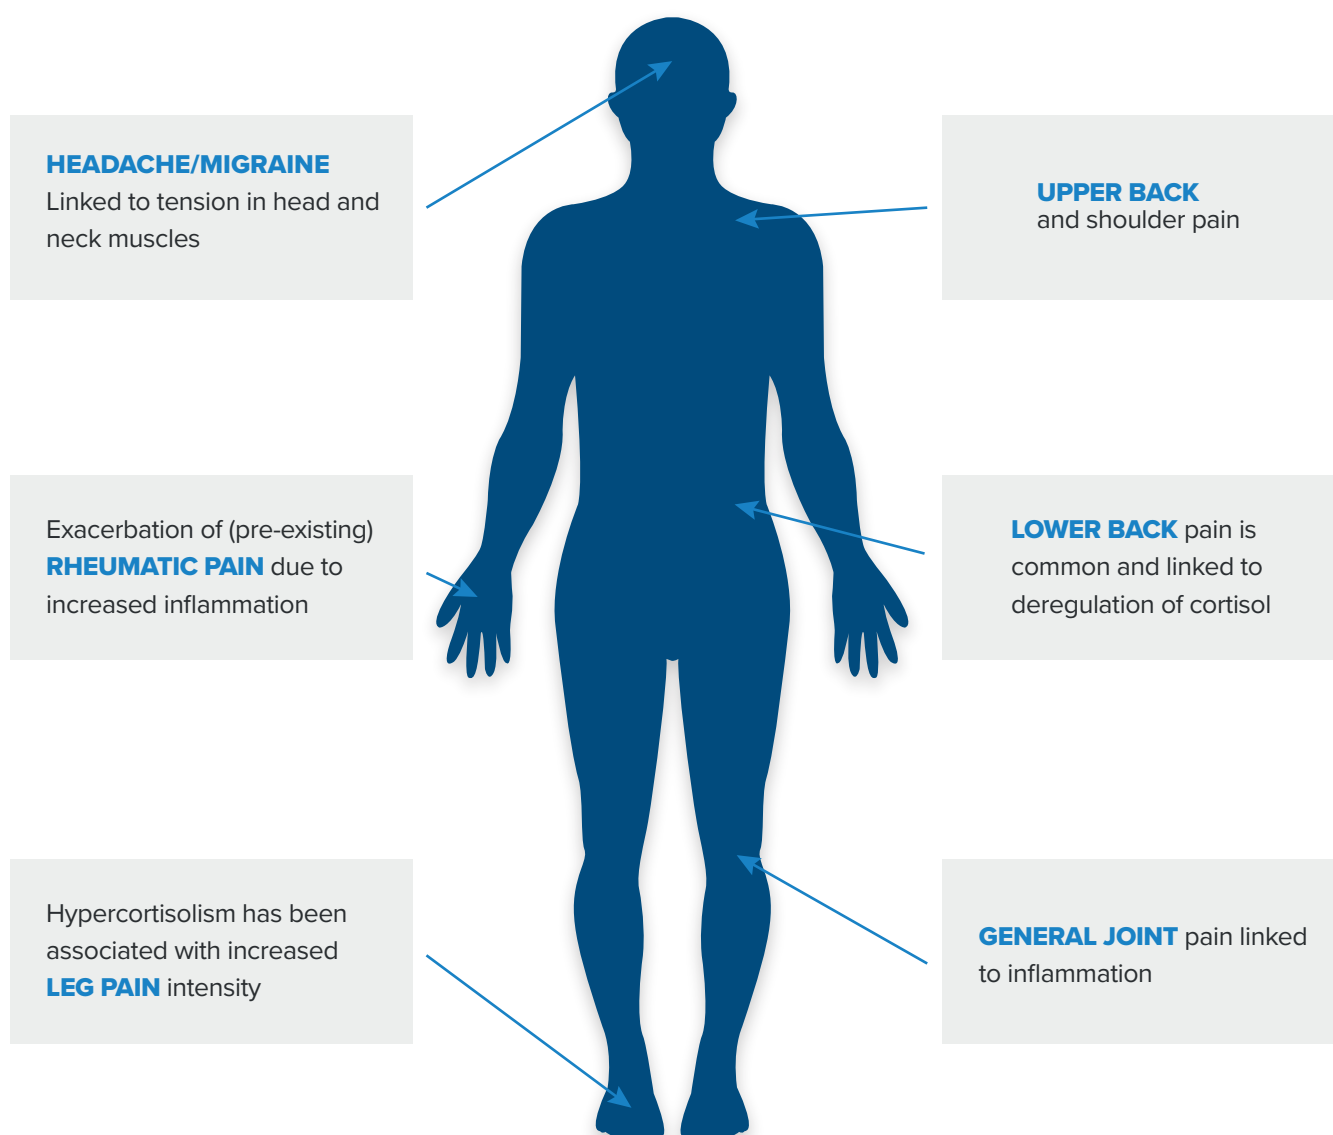 HEADACHE/MIGRAINE
Linked to tension in head and
neck muscles
UPPER BACK
and shoulder pain
Exacerbation of (pre-existing)
RHEUMATIC PAIN due to
increased inflammation
LOWER BACK pain is
common and linked to
deregulation of cortisol
Hypercortisolism has been
associated with increased
LEG PAIN intensity
GENERAL JOINT pain linked
to inflammation